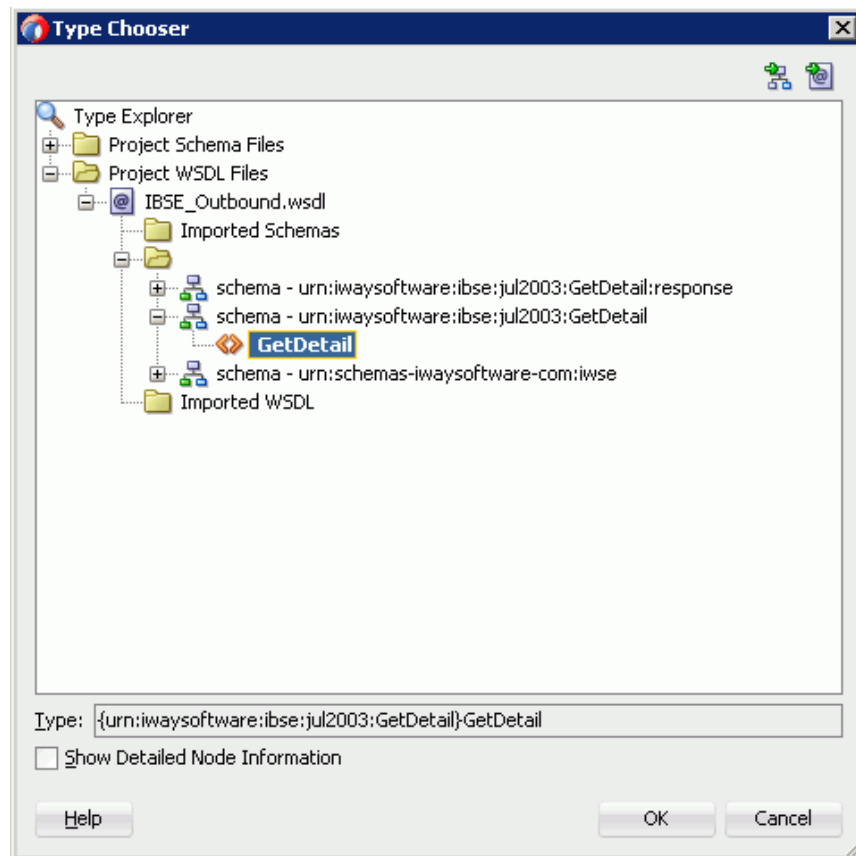 Type Chooser
Type Explorer
Project Schema Files
Project WSDL Files
IBSE_Outbound.wsdl
Imported Schemas
schema - urn:iwaysoftware:ibse:jul2003:GetDetail:response
schema - urn:iwaysoftware:ibse:jul2003:GetDetail
GetDetail
schema - urn:schemas-iwaysoftware-com:iwse
Imported WSDL
Type: {urn:iwaysoftware:ibse:jul2003:GetDetail}GetDetail
Show Detailed Node Information
Help OK Cancel